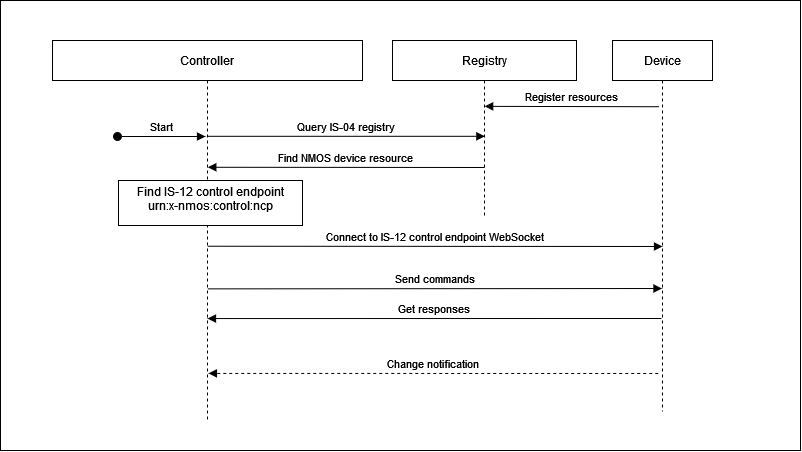 Controller
Registry
Device
Register resources
Start
Query IS-04 registry
Find NMOS device resource
Find IS-12 control endpoint
urn:x-nmos:control:ncp
Connect to IS-12 control endpoint WebSocket
Send commands
Get responses
Change notification